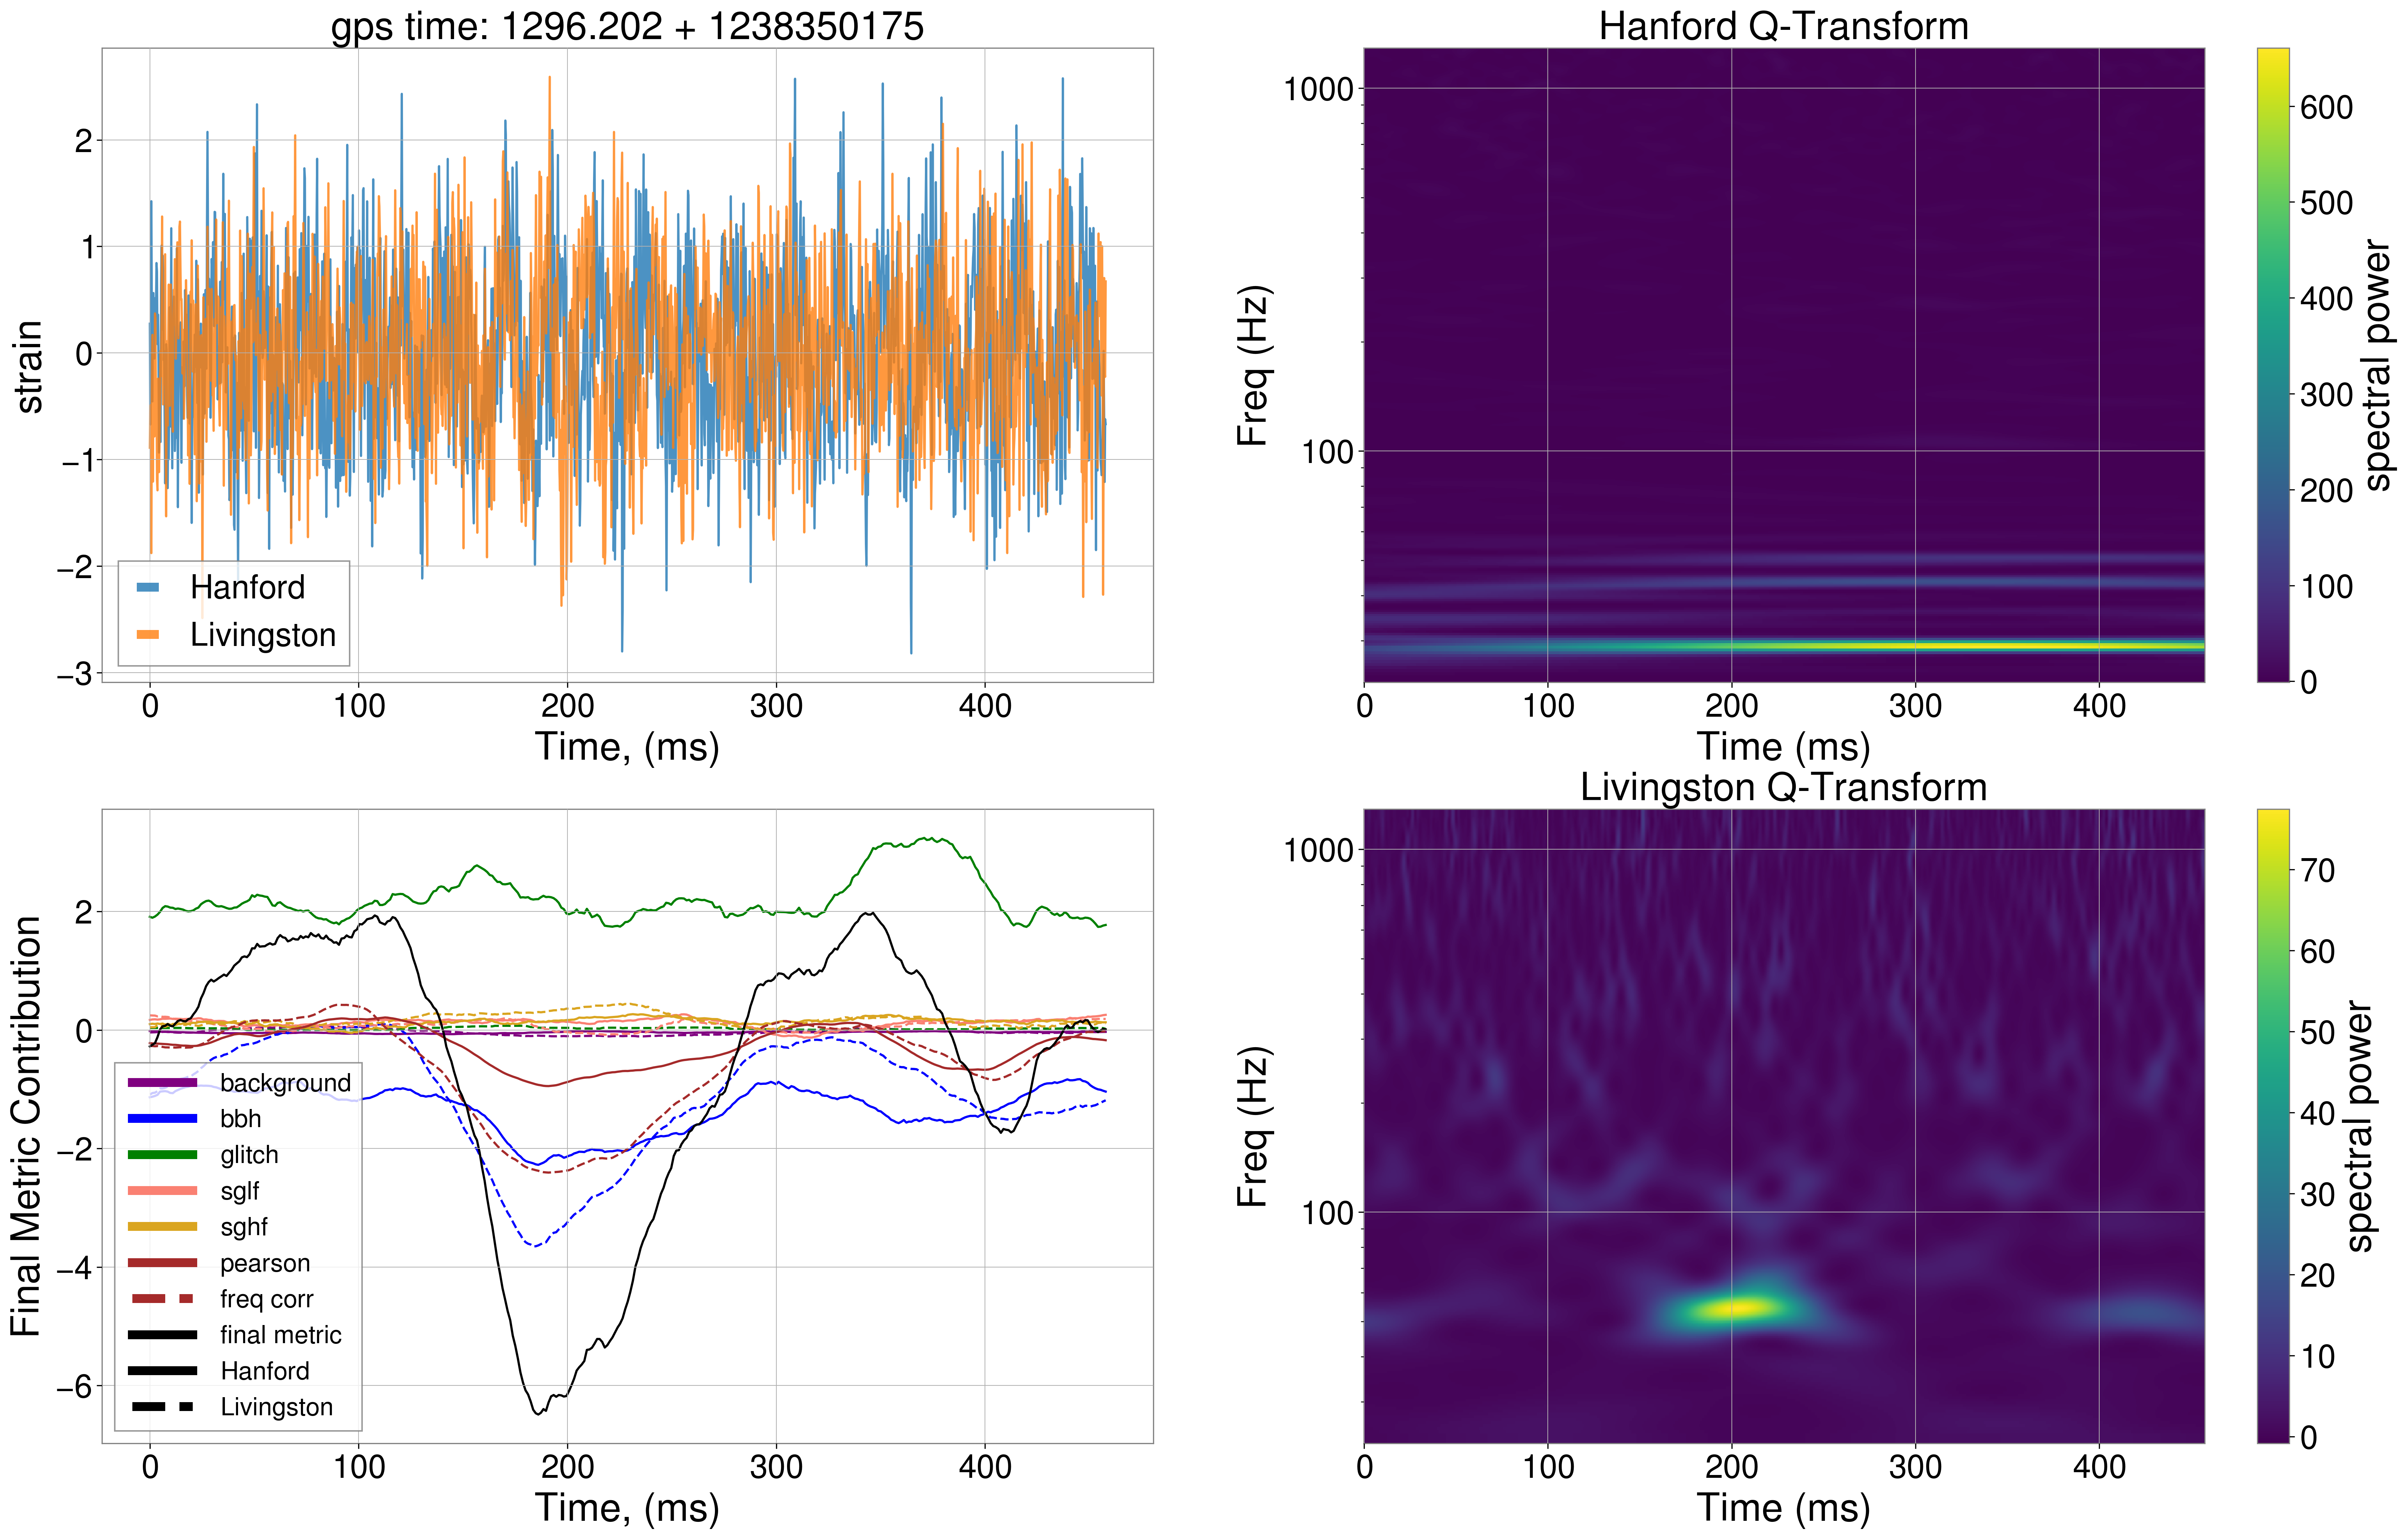 gps time: 1296.202 + 1238350175
strain
2
1
0
−1
−2
−3
Hanford
Livingston
0
100
200
300
400
Time, (ms)
Hanford Q-Transform
Freq (Hz)
1000
100
0
100
200
300
400
Time (ms)
600
500
400
300
200
100
0
spectral power
Final Metric Contribution
2
0
−2
−4
−6
background
bbh
glitch
sglf
sghf
pearson
freq corr
final metric
Hanford
Livingston
0
100
200
300
400
Time, (ms)
Livingston Q-Transform
Freq (Hz)
1000
100
0
100
200
300
400
Time (ms)
70
60
50
40
30
20
10
0
spectral power